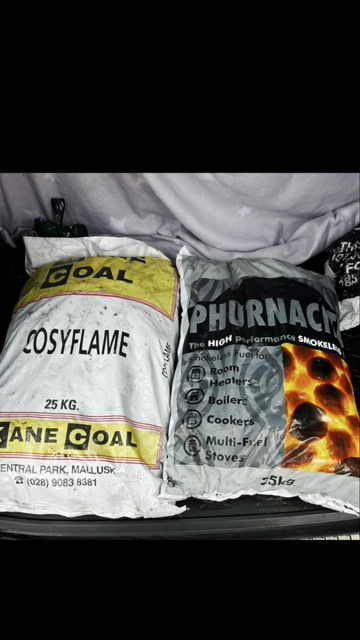 COAL
COSYFLAME
25 KG.
KANE COAL
CENTRAL PARK, MALLUSK
☎ (028) 9083 8381
PHURNACIT
The HIGH Performance SMOKELESS
Smokeless Fuel for
Room
Heaters
Boilers
Cookers
Multi-Fuel
Stoves
25kg